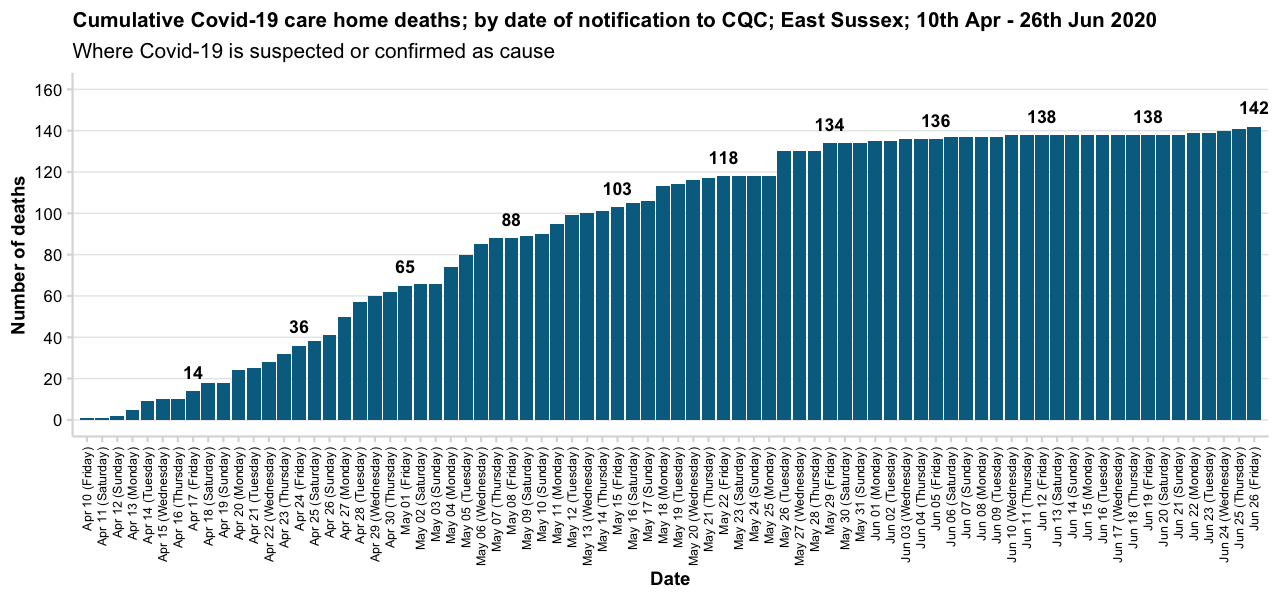 Cumulative Covid-19 care home deaths; by date of notification to CQC; East Sussex; 10th Apr - 26th Jun 2020
Where Covid-19 is suspected or confirmed as cause
Number of deaths
160
140
120
100
80
60
40
20
0
14
36
65
88
103
118
134
136
138
138
142
Apr 10 (Friday)
Apr 11 (Saturday)
Apr 12 (Sunday)
Apr 13 (Monday)
Apr 14 (Tuesday)
Apr 15 (Wednesday)
Apr 16 (Thursday)
Apr 17 (Friday)
Apr 18 (Saturday)
Apr 19 (Sunday)
Apr 20 (Monday)
Apr 21 (Tuesday)
Apr 22 (Wednesday)
Apr 23 (Thursday)
Apr 24 (Friday)
Apr 25 (Saturday)
Apr 26 (Sunday)
Apr 27 (Monday)
Apr 28 (Tuesday)
Apr 29 (Wednesday)
Apr 30 (Thursday)
May 01 (Friday)
May 02 (Saturday)
May 03 (Sunday)
May 04 (Monday)
May 05 (Tuesday)
May 06 (Wednesday)
May 07 (Thursday)
May 08 (Friday)
May 09 (Saturday)
May 10 (Sunday)
May 11 (Monday)
May 12 (Tuesday)
May 13 (Wednesday)
May 14 (Thursday)
May 15 (Friday)
May 16 (Saturday)
May 17 (Sunday)
May 18 (Monday)
May 19 (Tuesday)
May 20 (Wednesday)
May 21 (Thursday)
May 22 (Friday)
May 23 (Saturday)
May 24 (Sunday)
May 25 (Monday)
May 26 (Tuesday)
May 27 (Wednesday)
May 28 (Thursday)
May 29 (Friday)
May 30 (Saturday)
May 31 (Sunday)
Jun 01 (Monday)
Jun 02 (Tuesday)
Jun 03 (Wednesday)
Jun 04 (Thursday)
Jun 05 (Friday)
Jun 06 (Saturday)
Jun 07 (Sunday)
Jun 08 (Monday)
Jun 09 (Tuesday)
Jun 10 (Wednesday)
Jun 11 (Thursday)
Jun 12 (Friday)
Jun 13 (Saturday)
Jun 14 (Sunday)
Jun 15 (Monday)
Jun 16 (Tuesday)
Jun 17 (Wednesday)
Jun 18 (Thursday)
Jun 19 (Friday)
Jun 20 (Saturday)
Jun 21 (Sunday)
Jun 22 (Monday)
Jun 23 (Tuesday)
Jun 24 (Wednesday)
Jun 25 (Thursday)
Jun 26 (Friday)
Date